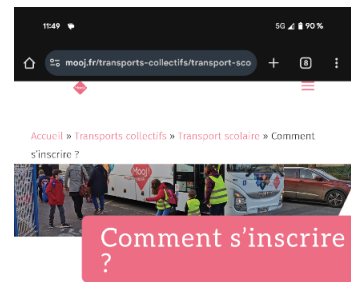 11:49
5G 90 %
mooj.fr/transports-collectifs/transport-sco
8
Accueil » Transports collectifs » Transport scolaire » Comment
s'inscrire ?
Mooj
Comment s'inscrire
?